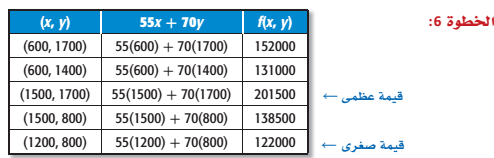 الخطوة 6:
(x, y) 55x + 70y f(x, y)
(600, 1700) 55(600) + 70(1700) 152000
(600, 1400) 55(600) + 70(1400) 131000
(1500, 1700) 55(1500) + 70(1700) 201500 ← قيمة عظمى
(1500, 800) 55(1500) + 70(800) 138500
(1200, 800) 55(1200) + 70(800) 122000 ← قيمة صغرى